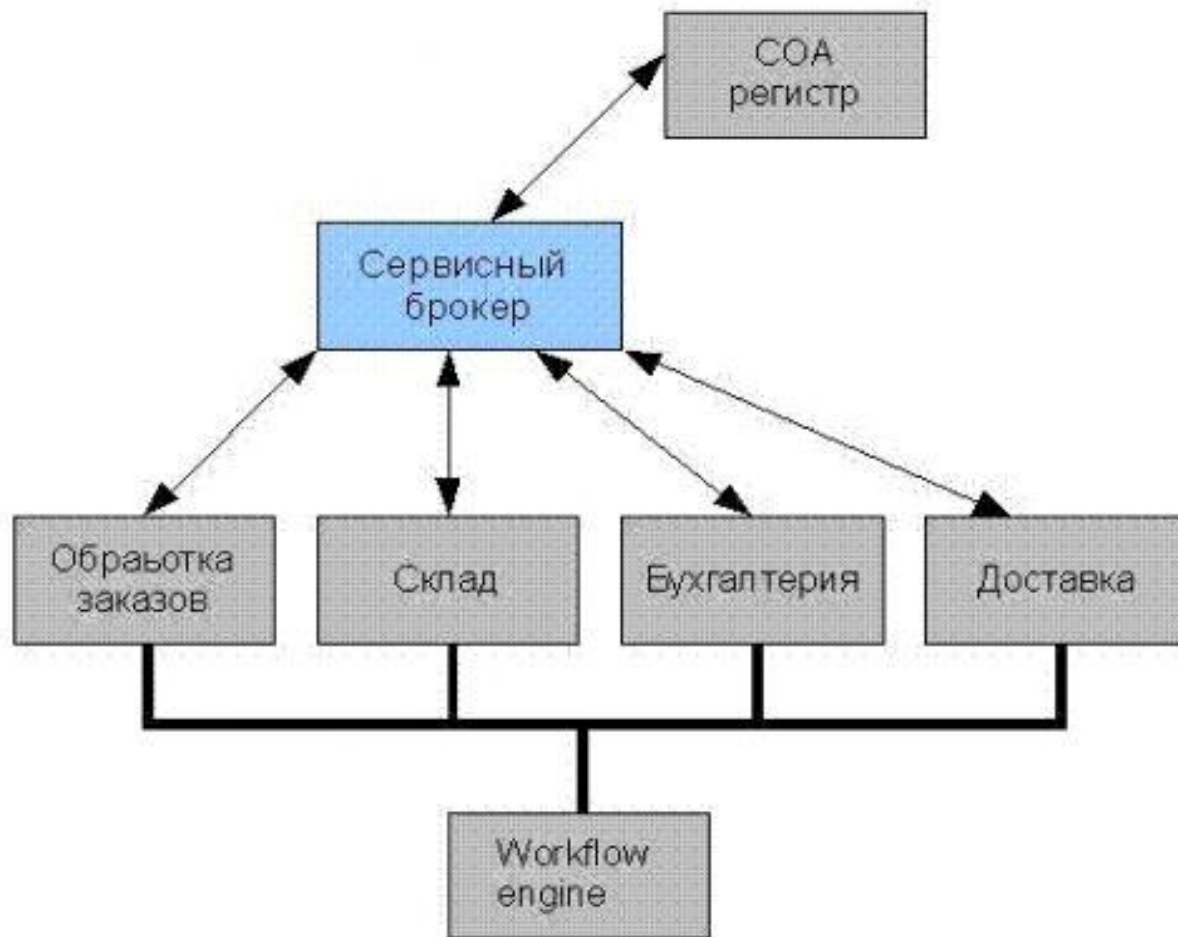 СОА
регистр
Сервисный
брокер
Обраьотка
заказов
Склад
Бухгалтерия
Доставка
Workflow
engine